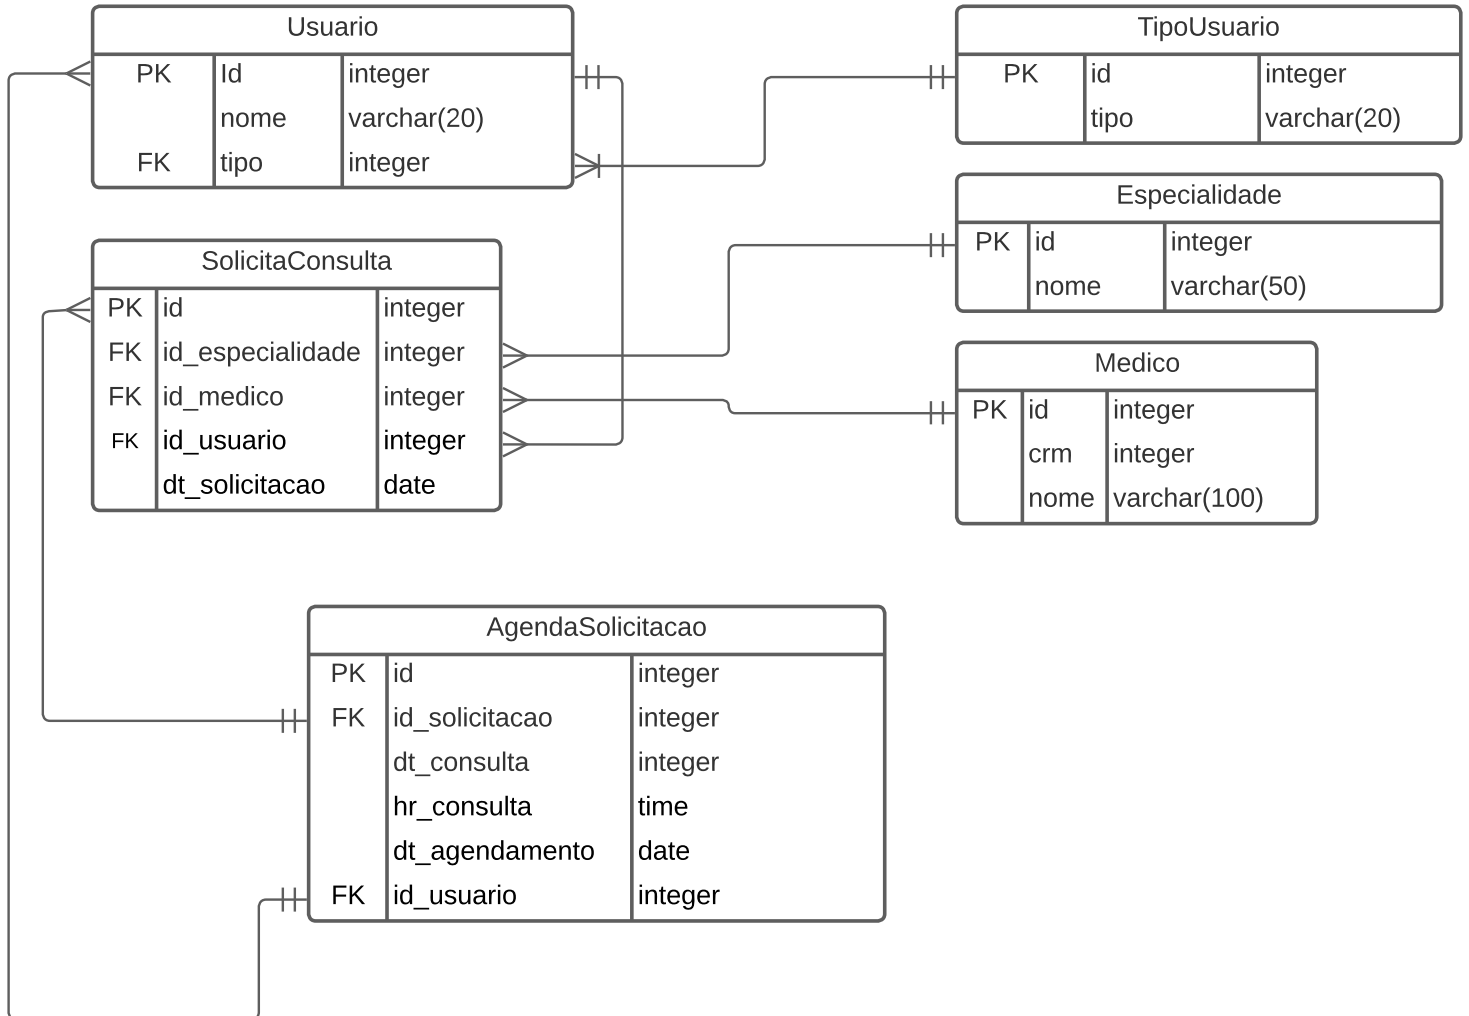 Usuario
PK Id integer
nome varchar(20)
FK tipo integer
TipoUsuario
PK id integer
tipo varchar(20)
Especialidade
PK id integer
nome varchar(50)
SolicitaConsulta
PK id integer
FK id_especialidade integer
FK id_medico integer
FK id_usuario integer
dt_solicitacao date
Medico
PK id integer
crm integer
nome varchar(100)
AgendaSolicitacao
PK id integer
FK id_solicitacao integer
dt_consulta integer
hr_consulta time
dt_agendamento date
FK id_usuario integer